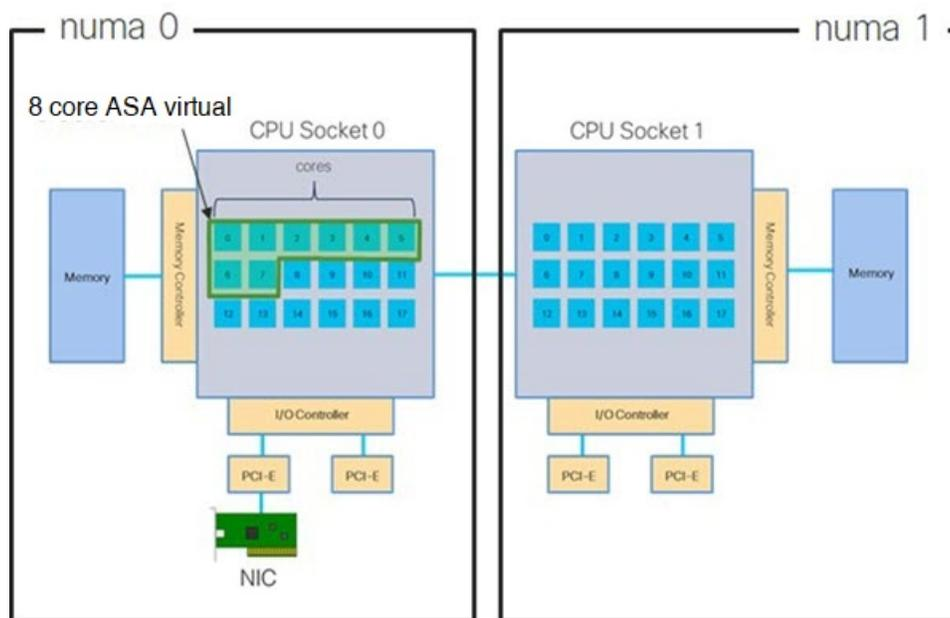 numa 0
numa 1
8 core ASA virtual
CPU Socket 0
CPU Socket 1
cores
0 1 2 3 4 5
0 1 2 3 4 5
Memory
Memory Controller
6 7 8 9 10 11
6 7 8 9 10 11
Memory Controller
Memory
12 13 14 15 16 17
12 13 14 15 16 17
I/O Controller
I/O Controller
PCI-E
PCI-E
PCI-E
PCI-E
NIC